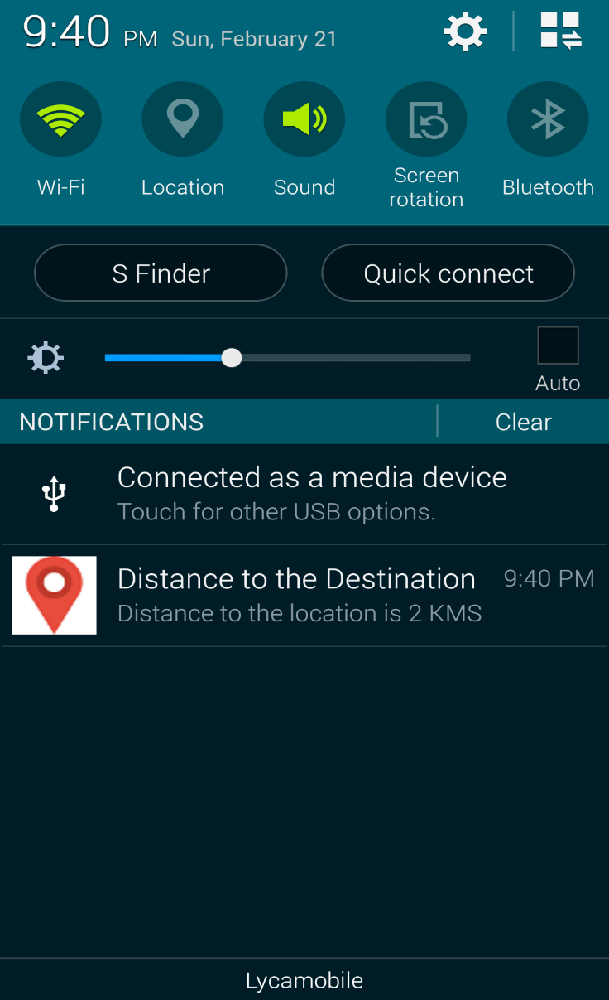 9:40 PM Sun, February 21
Wi-Fi
Location
Sound
Screen
rotation
Bluetooth
S Finder
Quick connect
Auto
NOTIFICATIONS
Clear
Connected as a media device
Touch for other USB options.
Distance to the Destination 9:40 PM
Distance to the location is 2 KMS
Lycamobile